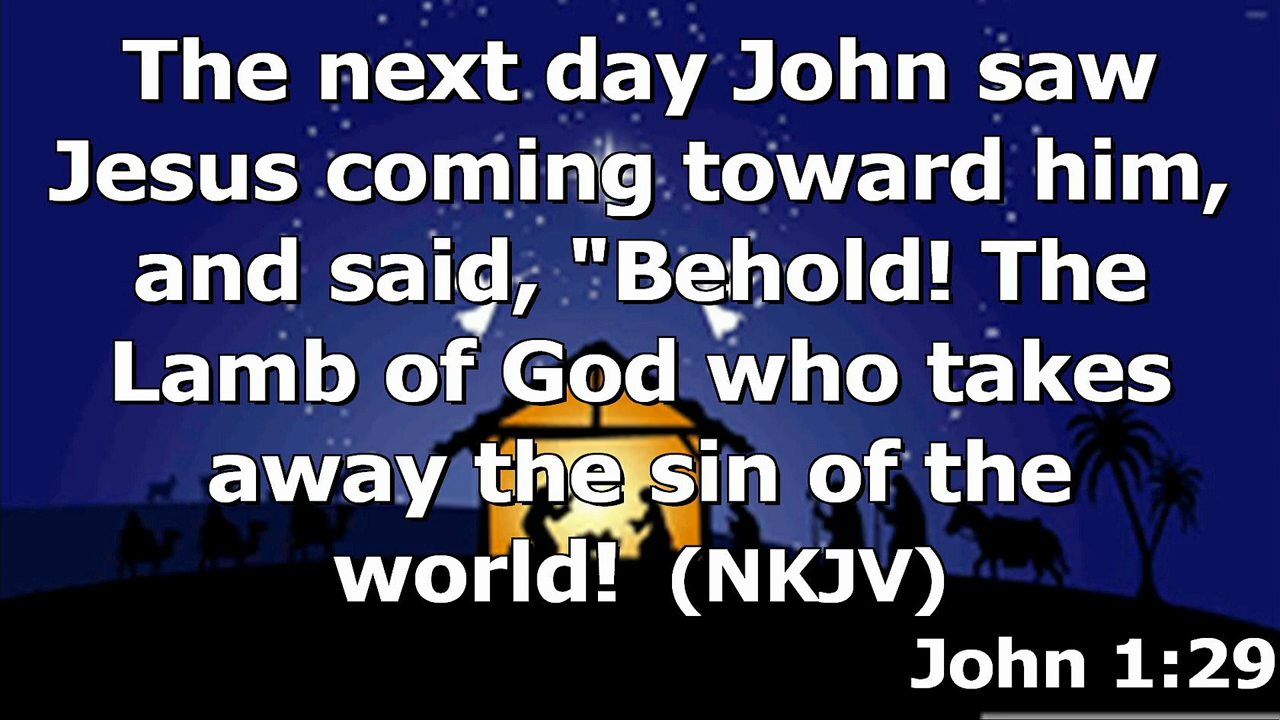 The next day John saw
Jesus coming toward him,
and said, "Behold! The
Lamb of God who takes
away the sin of the
world!  (NKJV)
John 1:29